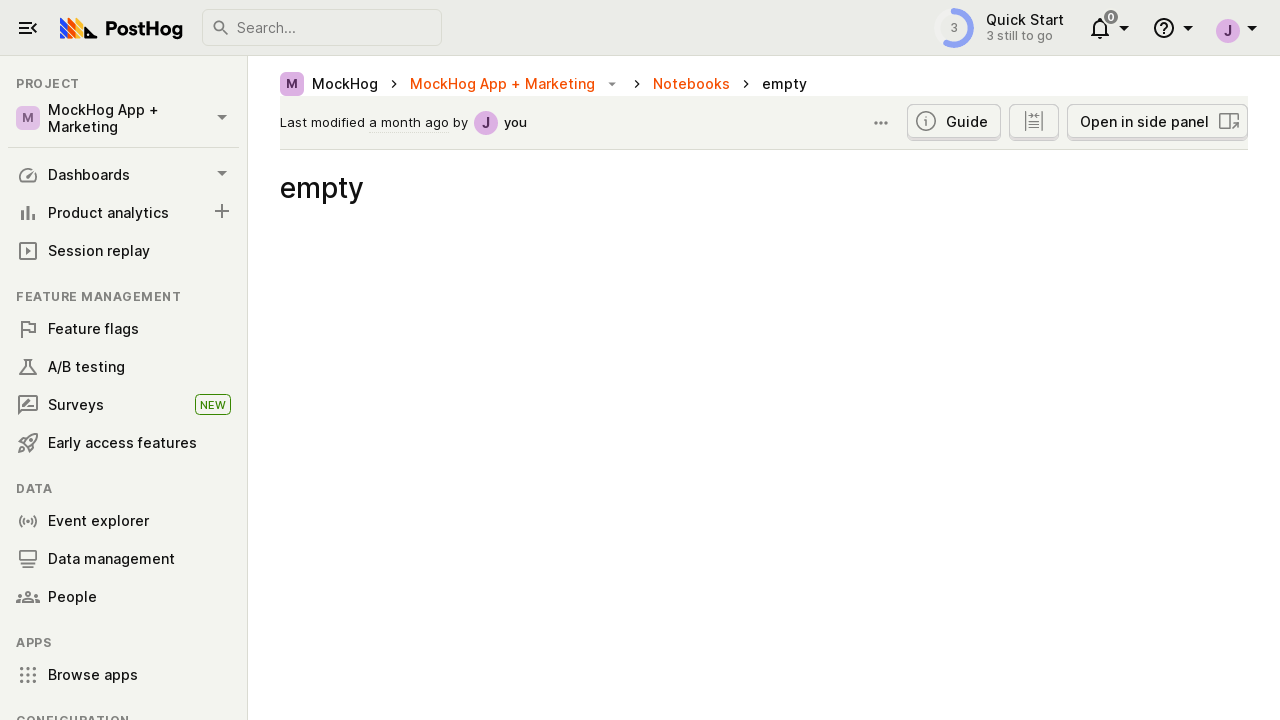 PostHog
Search...
3
Quick Start
3 still to go
0
J
PROJECT
M
MockHog App +
Marketing
Dashboards
Product analytics
Session replay
FEATURE MANAGEMENT
Feature flags
A/B testing
Surveys
NEW
Early access features
DATA
Event explorer
Data management
People
APPS
Browse apps
CONFIGURATION
M MockHog > MockHog App + Marketing > Notebooks > empty
Last modified a month ago by J you
Guide
Open in side panel
empty